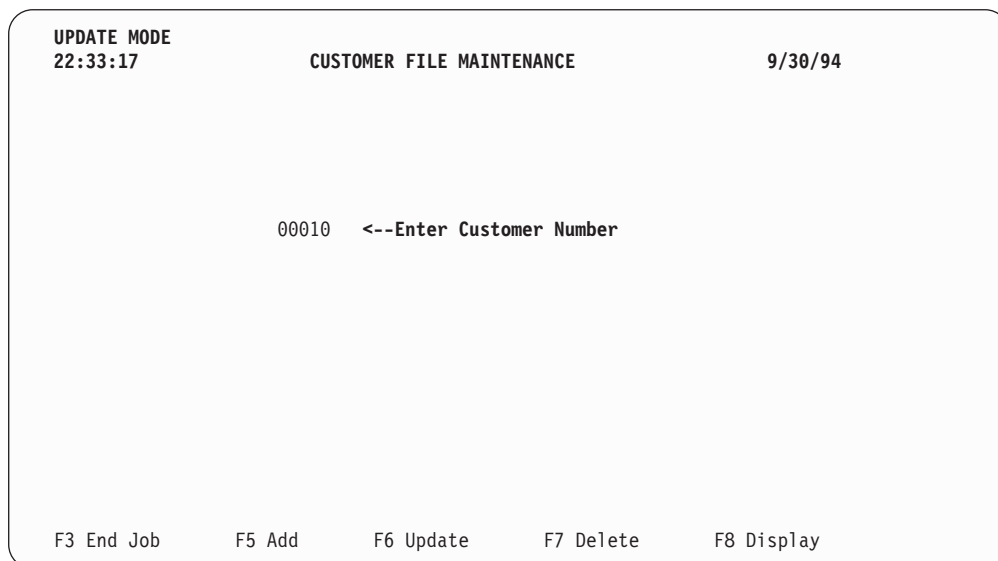 UPDATE MODE
22:33:17 CUSTOMER FILE MAINTENANCE 9/30/94
00010 <--Enter Customer Number
F3 End Job F5 Add F6 Update F7 Delete F8 Display